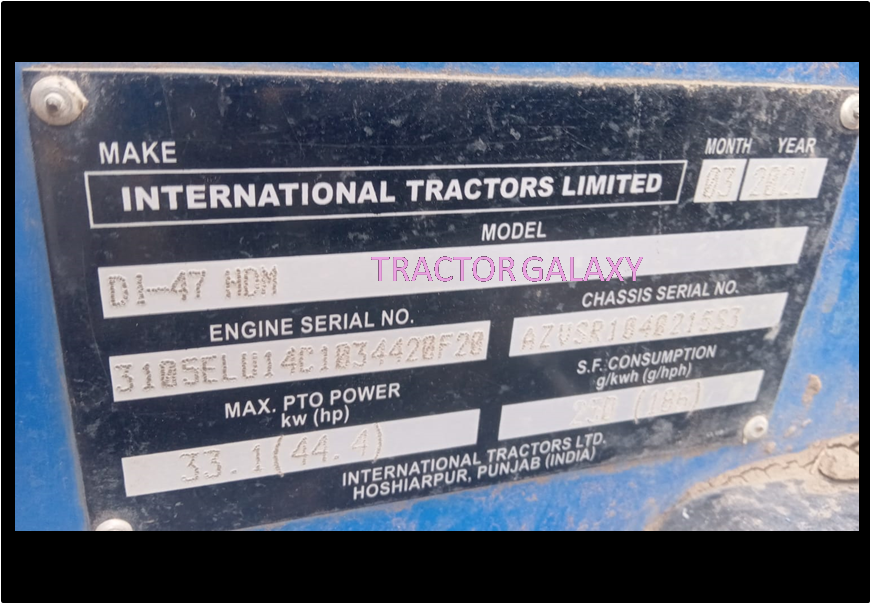 MAKE
MONTH YEAR
INTERNATIONAL TRACTORS LIMITED
03 2021
MODEL
TRACTOR GALAXY
DI-47 HDM
ENGINE SERIAL NO.
CHASSIS SERIAL NO.
3105ELU14C1034420F20
AZVSR1040215S3
MAX. PTO POWER
kw (hp)
S.F. CONSUMPTION
g/kwh (g/hph)
33.1(44.4)
(186)
INTERNATIONAL TRACTORS LTD.
HOSHIARPUR, PUNJAB (INDIA)